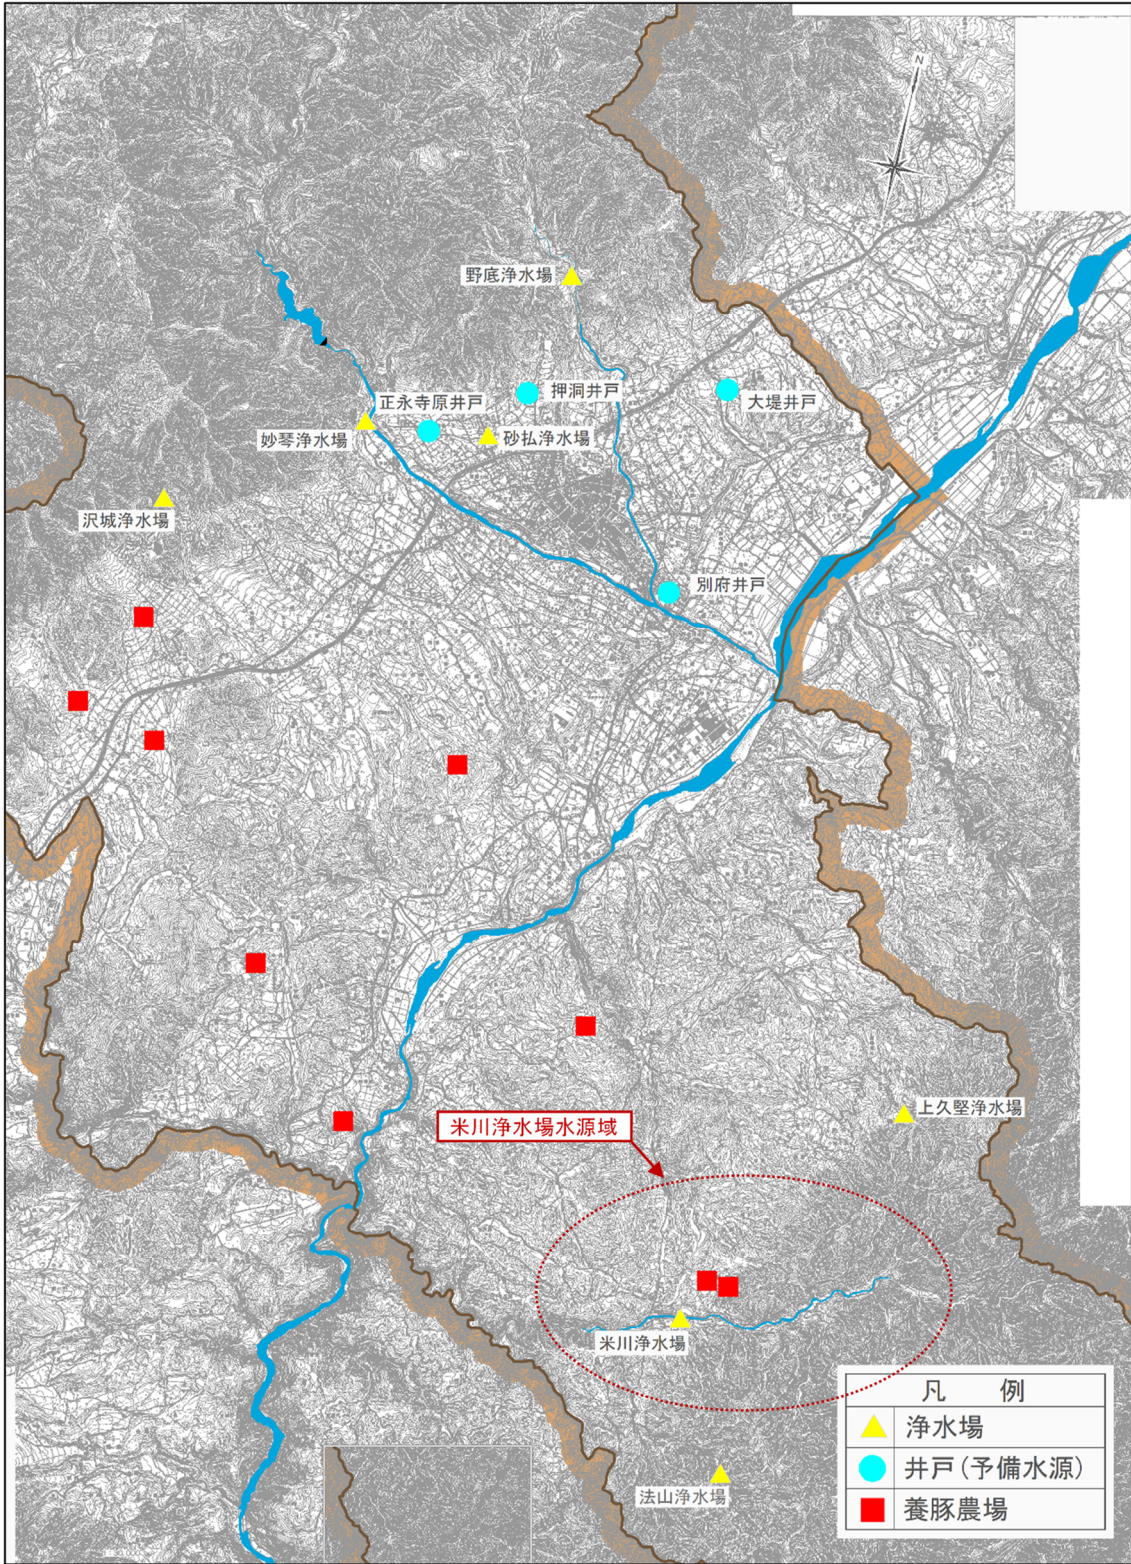 N
野底浄水場
押洞井戸
大堤井戸
正永寺原井戸
妙琴浄水場
砂払浄水場
沢城浄水場
別府井戸
上久堅浄水場
米川浄水場水源域
米川浄水場
法山浄水場
凡 例
浄水場
井戸(予備水源)
養豚農場